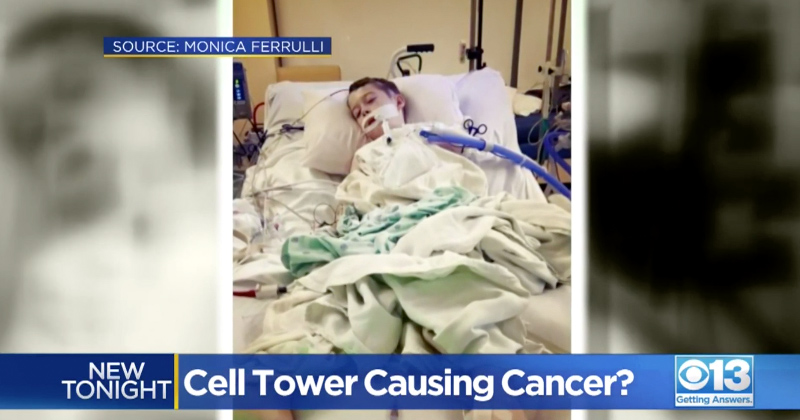 SOURCE: MONICA FERRULLI
NEW
TONIGHT
Cell Tower Causing Cancer?
13
Getting Answers.